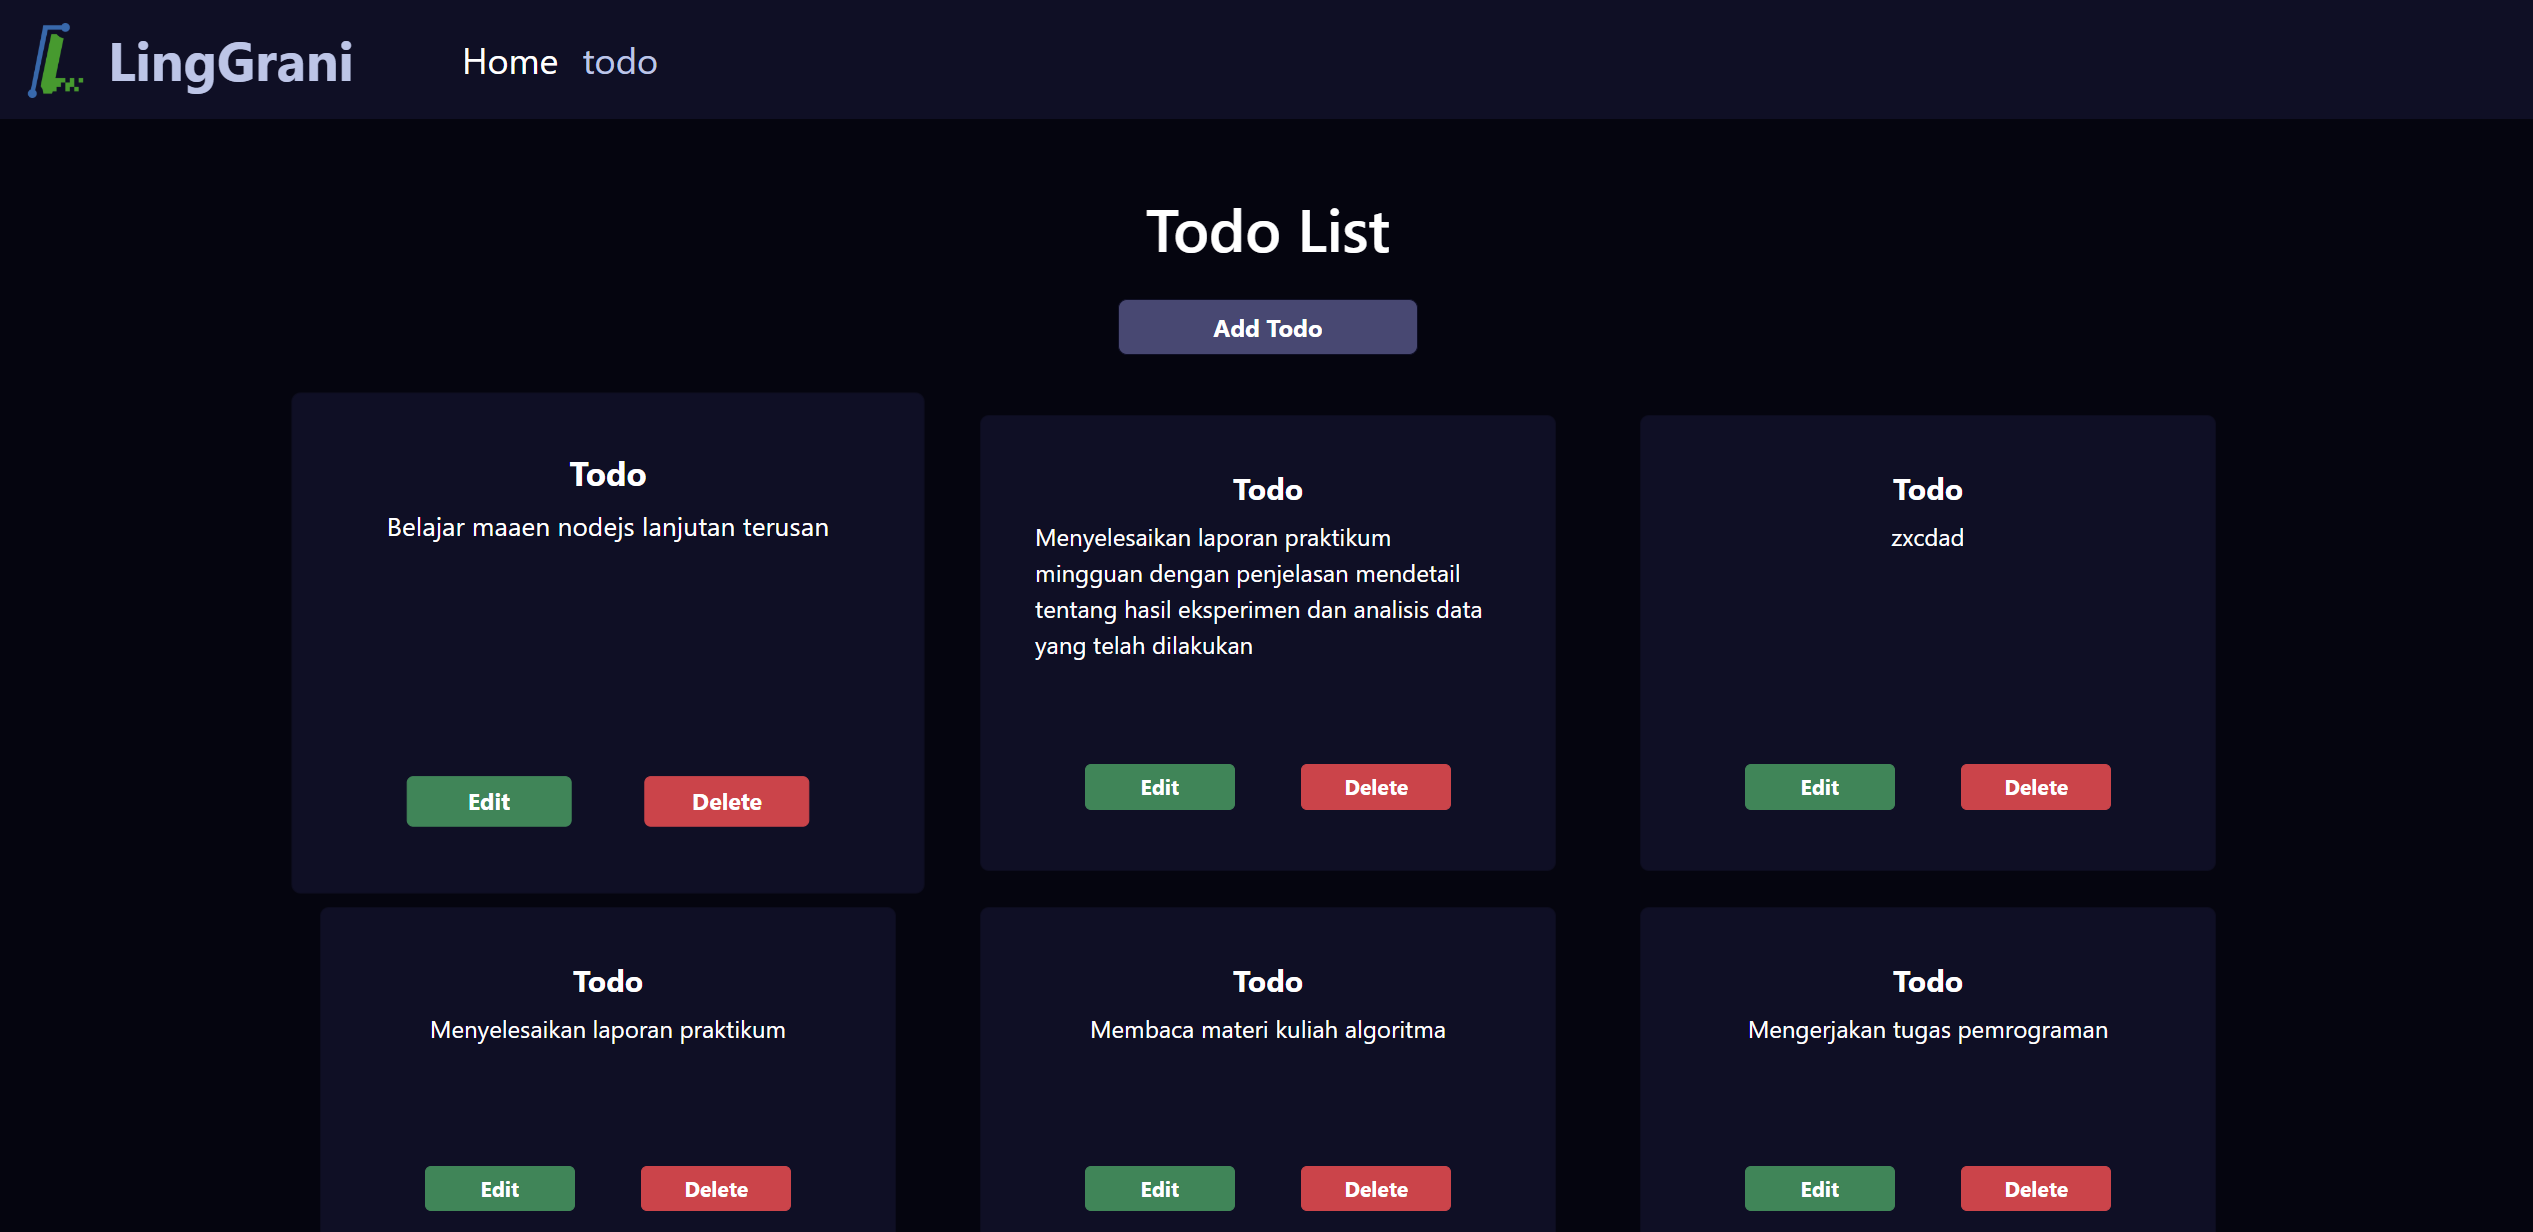 LingGrani
Home todo
Todo List
Add Todo
Todo
Belajar maaen nodejs lanjutan terusan
Edit Delete
Todo
Menyelesaikan laporan praktikum
mingguan dengan penjelasan mendetail
tentang hasil eksperimen dan analisis data
yang telah dilakukan
Edit Delete
Todo
zxcdad
Edit Delete
Todo
Menyelesaikan laporan praktikum
Edit Delete
Todo
Membaca materi kuliah algoritma
Edit Delete
Todo
Mengerjakan tugas pemrograman
Edit Delete